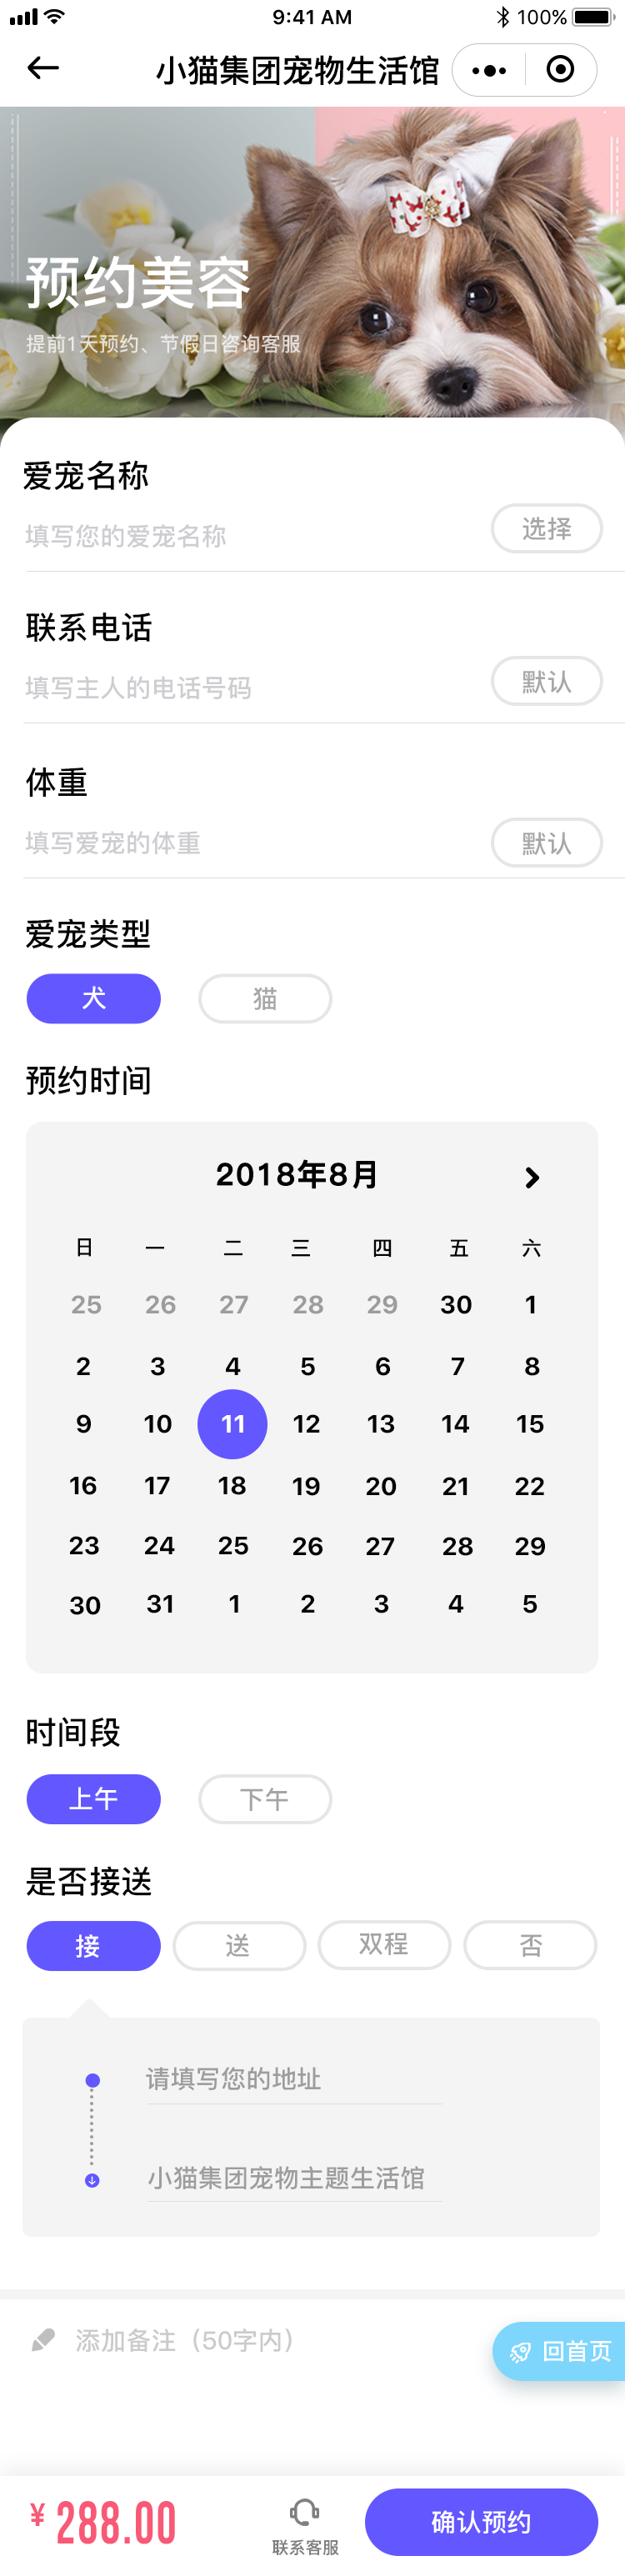 9:41 AM 100%
小猫集团宠物生活馆
预约美容
提前1天预约、节假日咨询客服
爱宠名称
填写您的爱宠名称 选择
联系电话
填写主人的电话号码 默认
体重
填写爱宠的体重 默认
爱宠类型
犬 猫
预约时间
2018年8月
日 一 二 三 四 五 六
25 26 27 28 29 30 1
2 3 4 5 6 7 8
9 10 11 12 13 14 15
16 17 18 19 20 21 22
23 24 25 26 27 28 29
30 31 1 2 3 4 5
时间段
上午 下午
是否接送
接 送 双程 否
请填写您的地址
小猫集团宠物主题生活馆
添加备注（50字内）
回首页
¥ 288.00
联系客服
确认预约